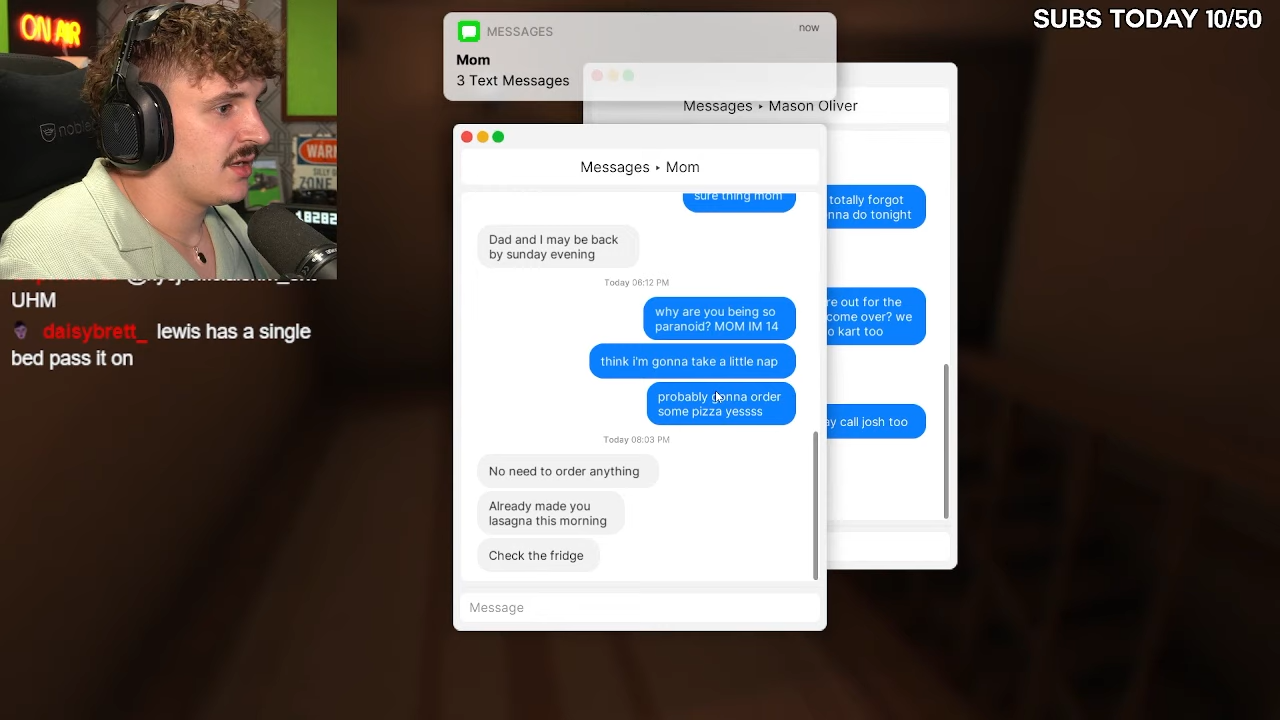 ON AIR
SUBS TODAY 10/50
MESSAGES
now
Mom
3 Text Messages
Messages ‣ Mason Oliver
Messages ‣ Mom
sure thing mom
Dad and I may be back
by sunday evening
Today 06:12 PM
why are you being so
paranoid? MOM IM 14
think i'm gonna take a little nap
probably gonna order
some pizza yessss
Today 08:03 PM
No need to order anything
Already made you
lasagna this morning
Check the fridge
Message
totally forgot
nna do tonight
re out for the
come over? we
o kart too
ay call josh too
noble
WARN
ZONE
UHM
daisybrett_ lewis has a single
bed pass it on